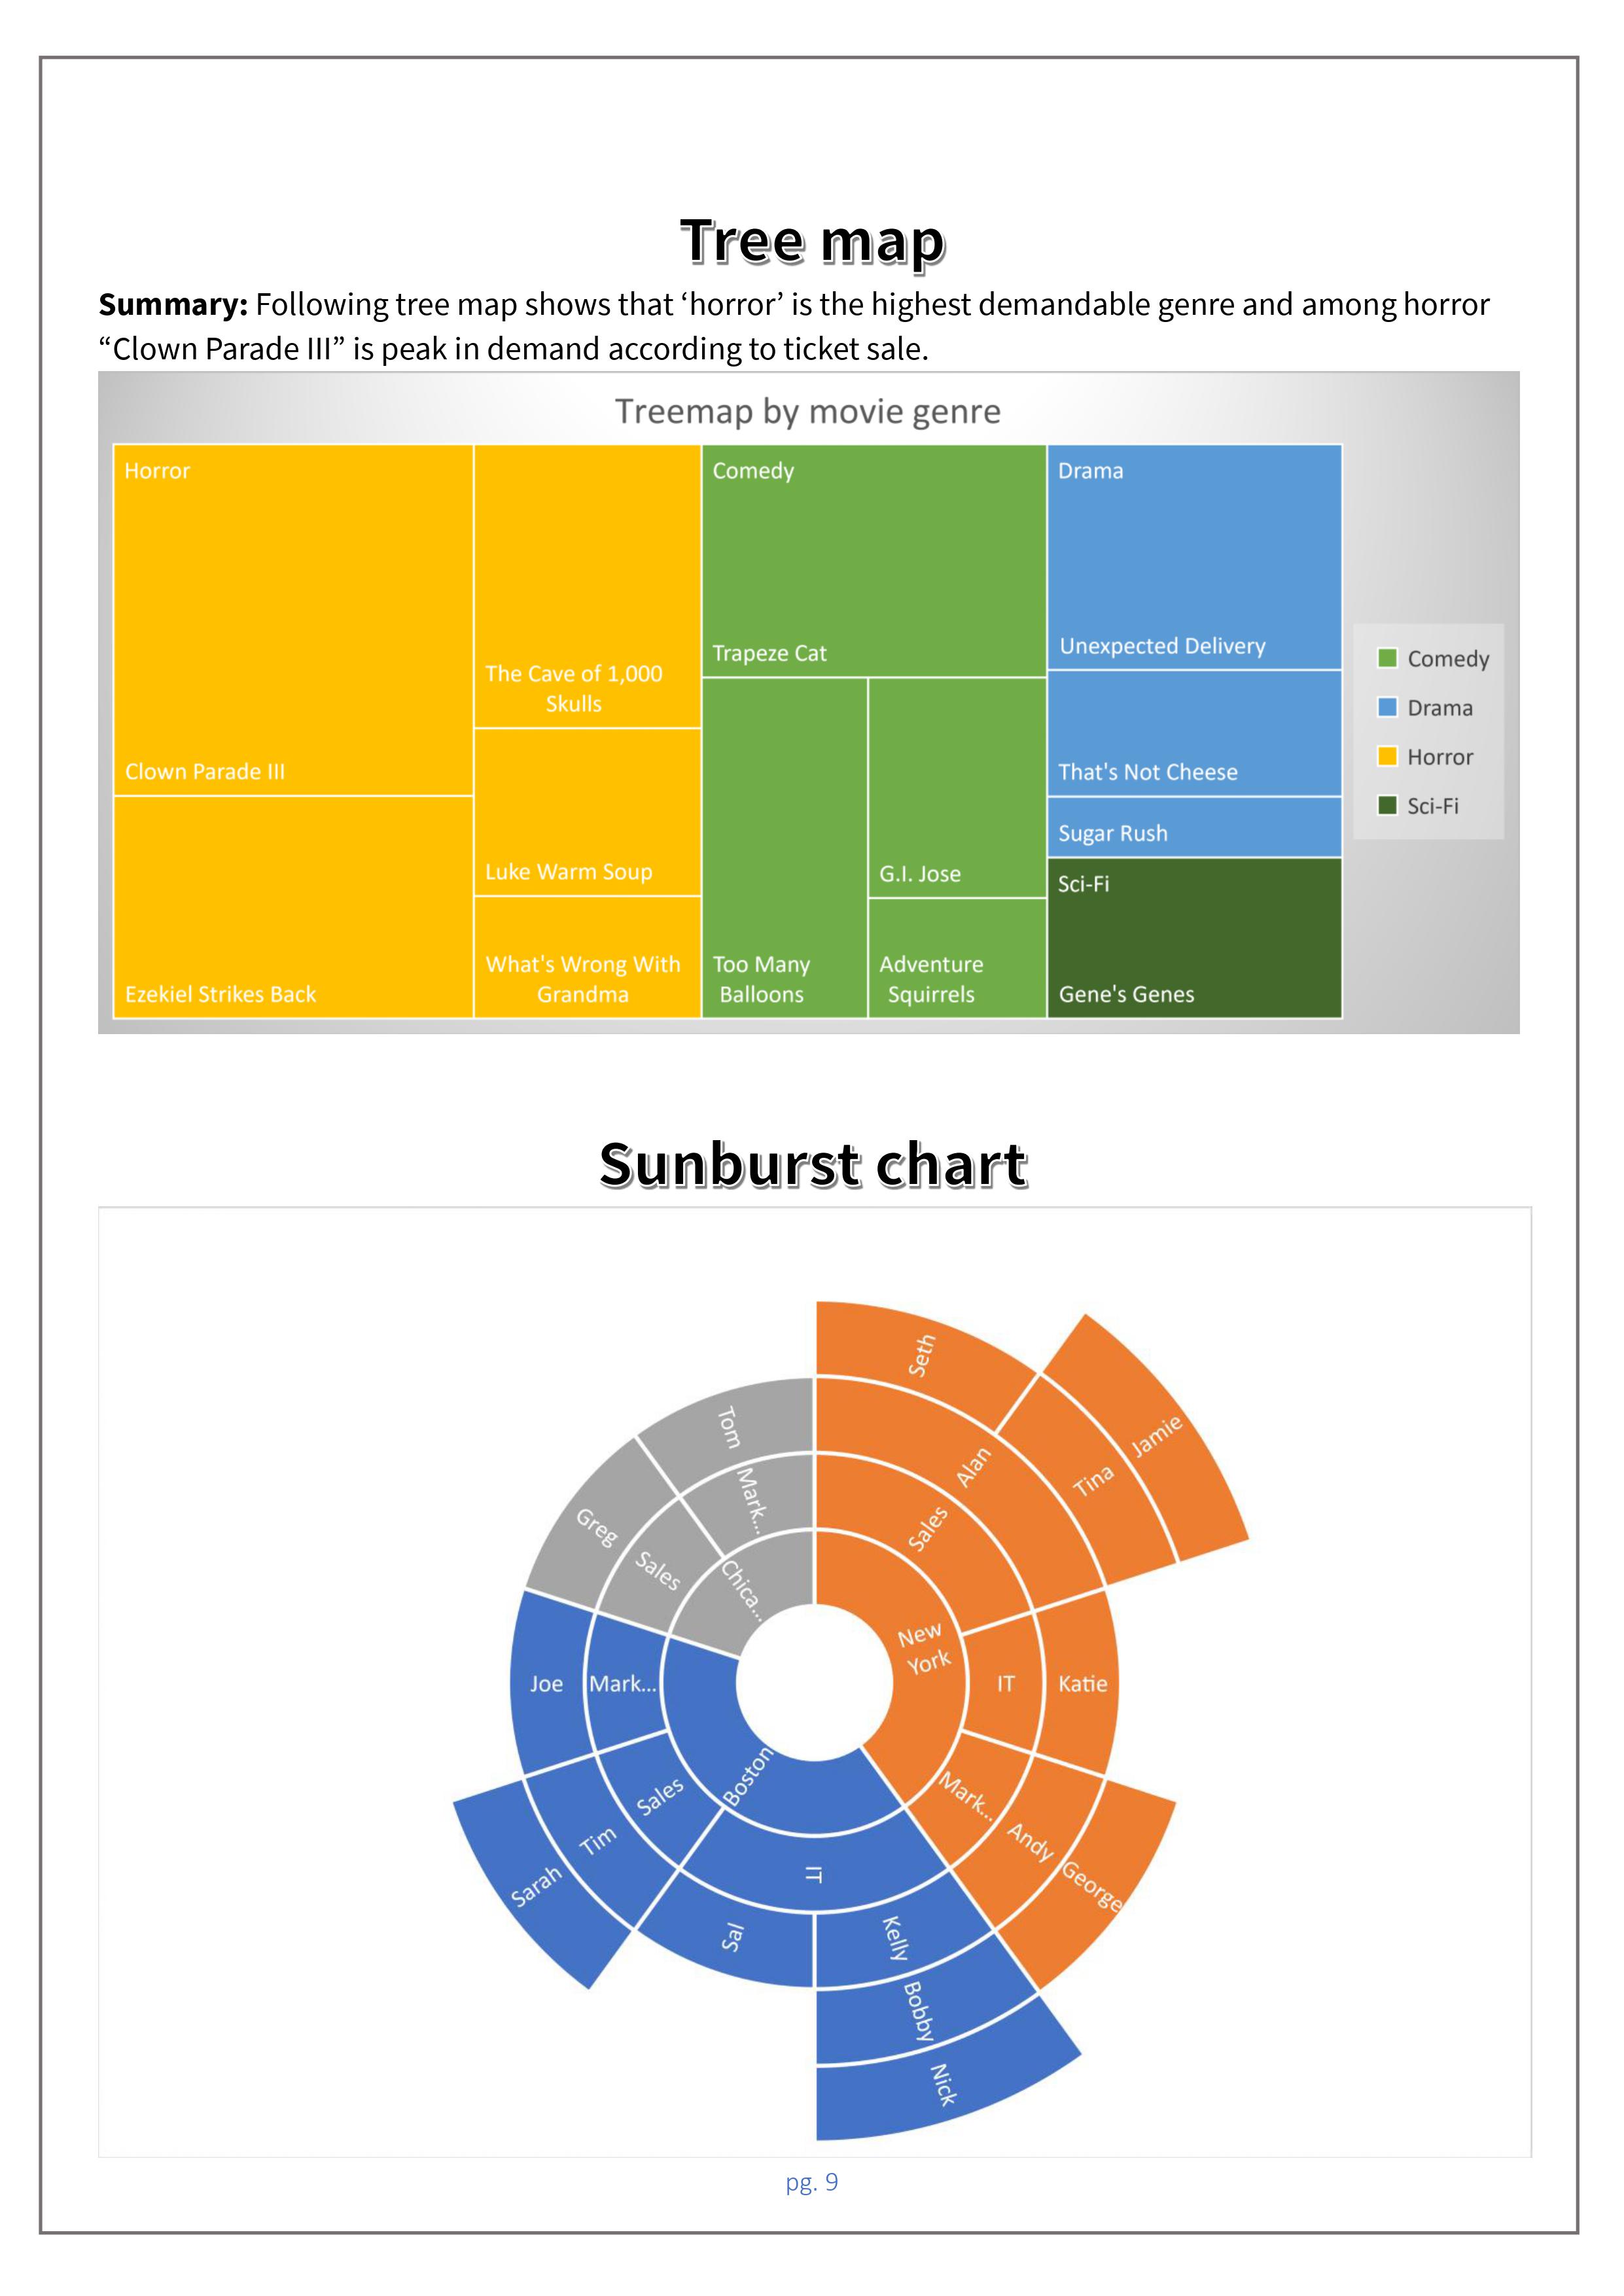 Tree map
Summary: Following tree map shows that ‘horror’ is the highest demandable genre and among horror
“Clown Parade III” is peak in demand according to ticket sale.
Treemap by movie genre
Horror
Clown Parade III
Ezekiel Strikes Back
The Cave of 1,000
Skulls
Luke Warm Soup
What's Wrong With
Grandma
Comedy
Trapeze Cat
Too Many
Balloons
G.I. Jose
Adventure
Squirrels
Drama
Unexpected Delivery
That's Not Cheese
Sugar Rush
Sci-Fi
Gene's Genes
Comedy
Drama
Horror
Sci-Fi
Sunburst chart
New
York
Sales
Alan
Seth
Tina
Jamie
IT
Katie
Mark...
Andy
George
Boston
IT
Kelly
Bobby
Nick
Sal
Sales
Tim
Sarah
Mark...
Joe
Chica...
Sales
Greg
Mark...
Tom
pg. 9